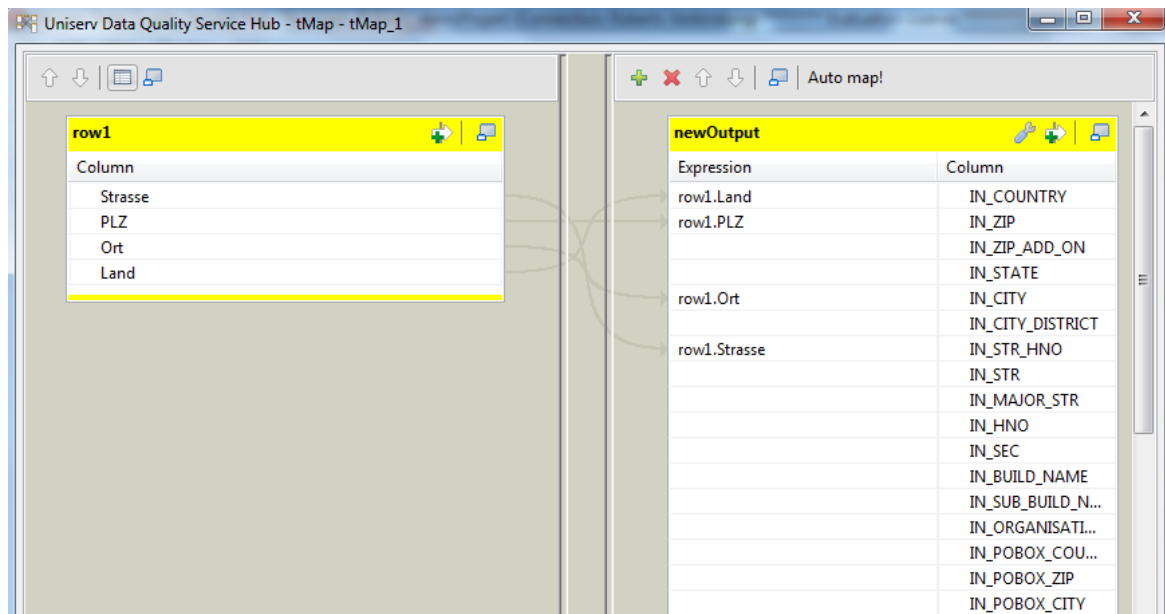 Uniserv Data Quality Service Hub - tMap - tMap_1
Auto map!
row1
Column
Strasse
PLZ
Ort
Land
newOutput
Expression Column
row1.Land IN_COUNTRY
row1.PLZ IN_ZIP
IN_ZIP_ADD_ON
IN_STATE
row1.Ort IN_CITY
IN_CITY_DISTRICT
row1.Strasse IN_STR_HNO
IN_STR
IN_MAJOR_STR
IN_HNO
IN_SEC
IN_BUILD_NAME
IN_SUB_BUILD_N...
IN_ORGANISATI...
IN_POBOX_COU...
IN_POBOX_ZIP
IN_POBOX_CITY